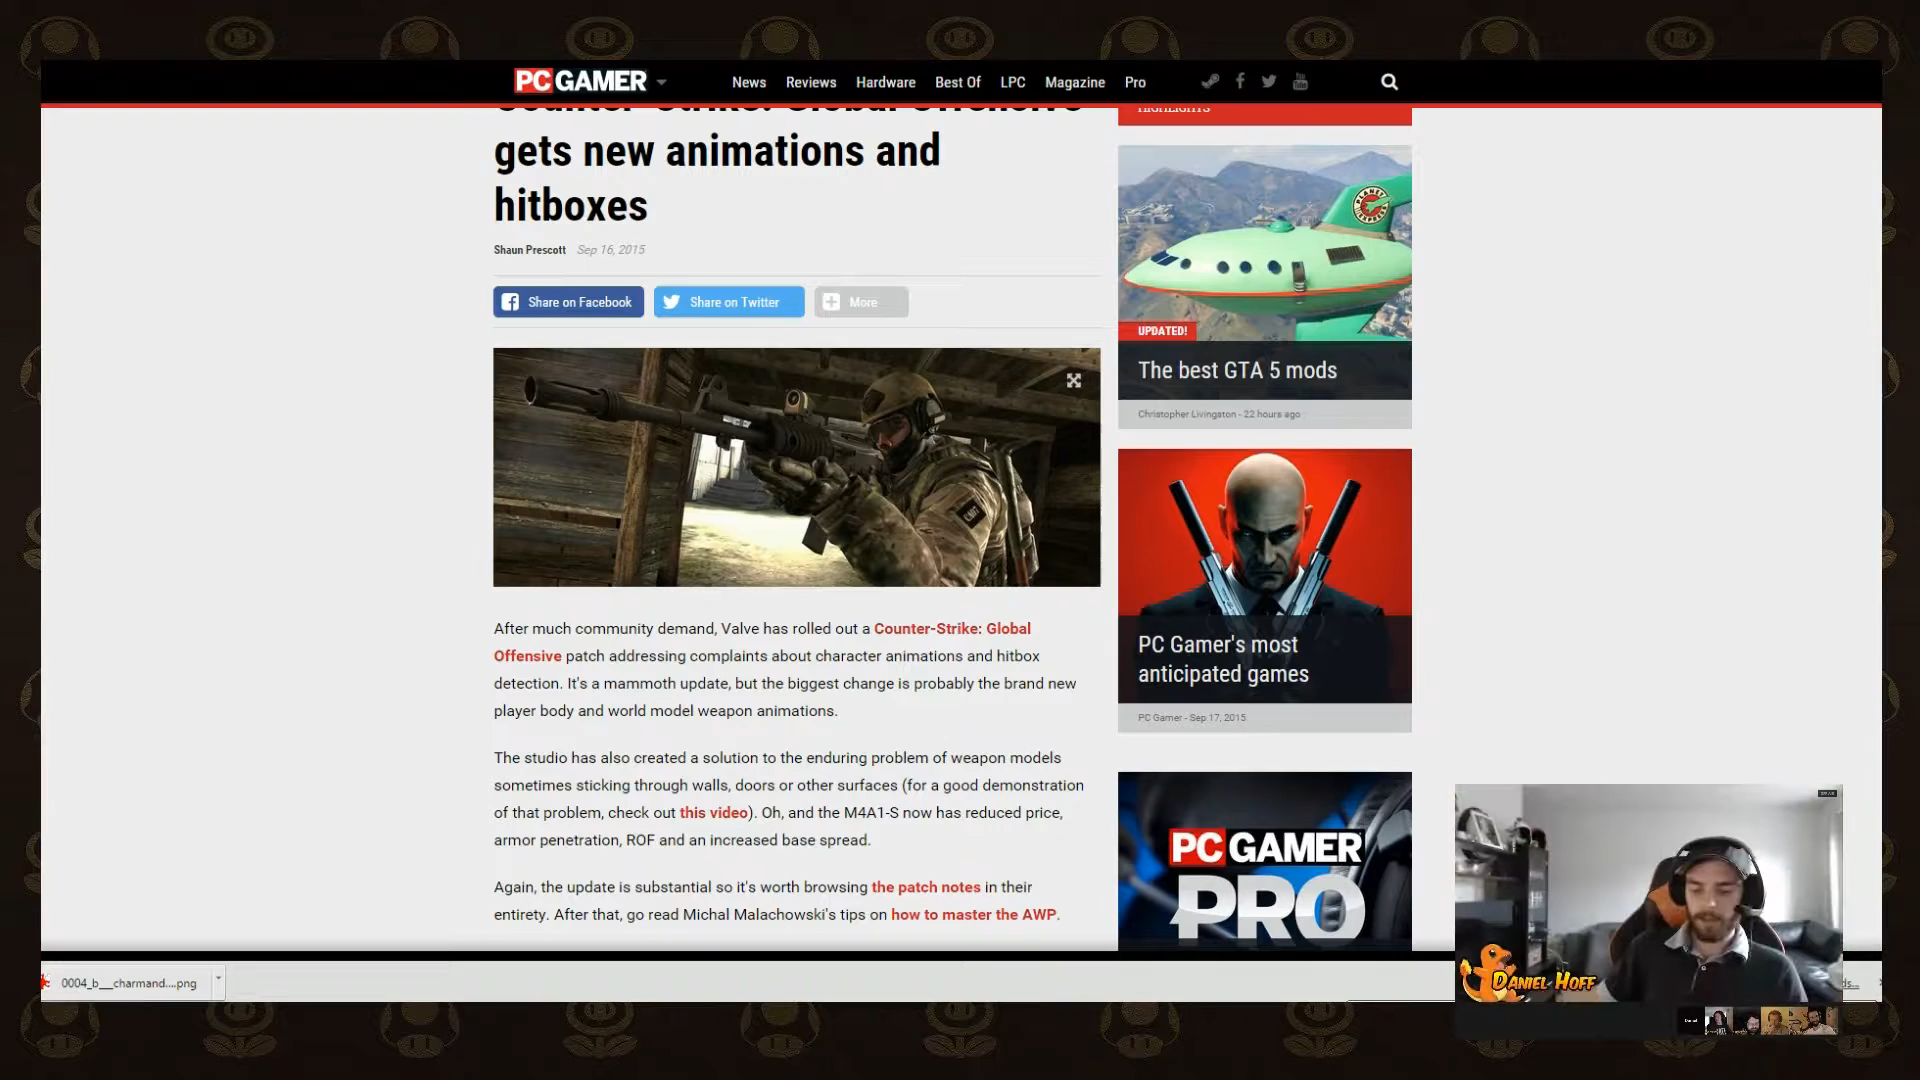 PC GAMER
News Reviews Hardware Best Of LPC Magazine Pro
Counter-Strike: Global Offensive
gets new animations and
hitboxes
Shaun Prescott Sep 16, 2015
Share on Facebook Share on Twitter More
After much community demand, Valve has rolled out a Counter-Strike: Global
Offensive patch addressing complaints about character animations and hitbox
detection. It's a mammoth update, but the biggest change is probably the brand new
player body and world model weapon animations.
The studio has also created a solution to the enduring problem of weapon models
sometimes sticking through walls, doors or other surfaces (for a good demonstration
of that problem, check out this video). Oh, and the M4A1-S now has reduced price,
armor penetration, ROF and an increased base spread.
Again, the update is substantial so it's worth browsing the patch notes in their
entirety. After that, go read Michal Malachowski's tips on how to master the AWP.
HIGHLIGHTS
PLANET EXPRESS
UPDATED!
The best GTA 5 mods
Christopher Livingston - 22 hours ago
PC Gamer's most
anticipated games
PC Gamer - Sep 17, 2015
PC GAMER
PRO
0004_b__charmand....png
DANIEL HOFF